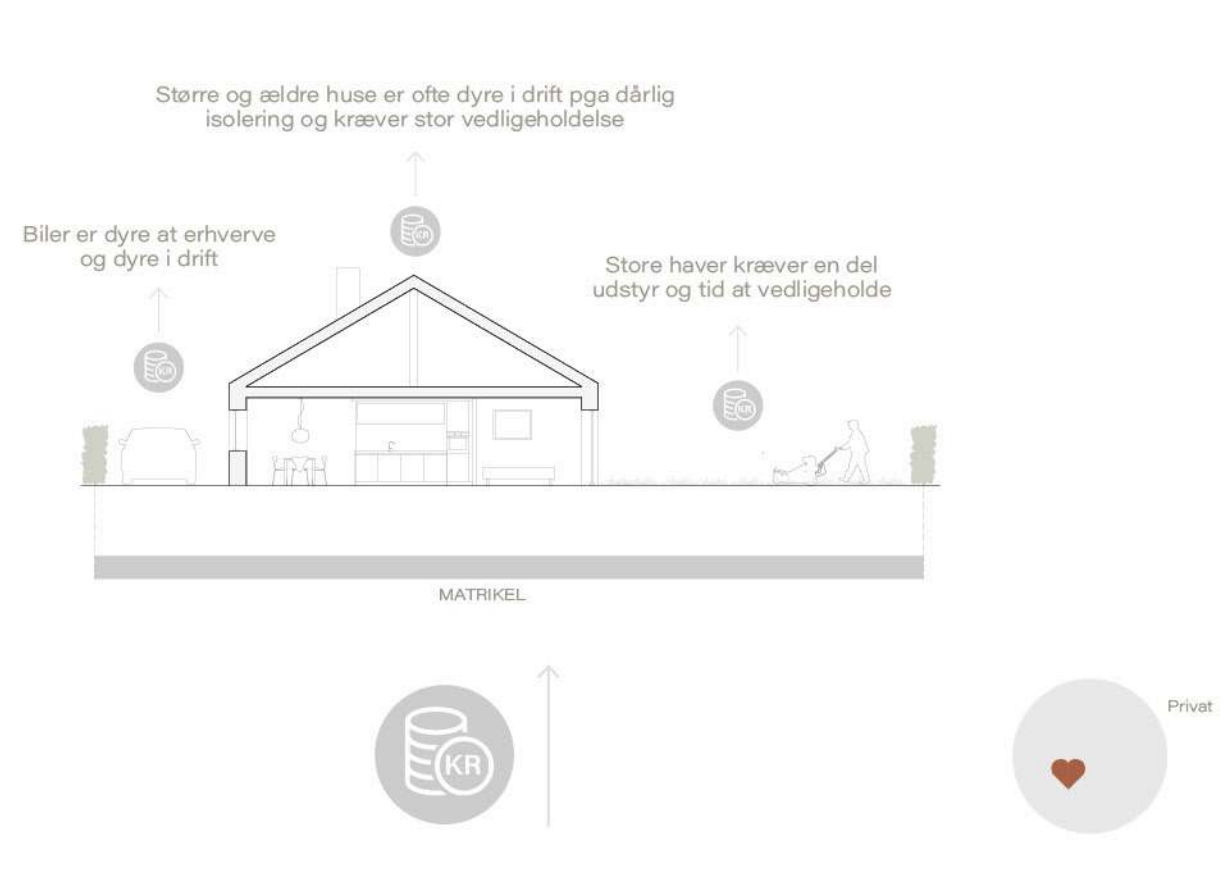 Større og ældre huse er ofte dyre i drift pga dårlig
isolering og kræver stor vedligeholdelse
KR
Biler er dyre at erhverve
og dyre i drift
KR
Store haver kræver en del
udstyr og tid at vedligeholde
KR
MATRIKEL
KR
Privat